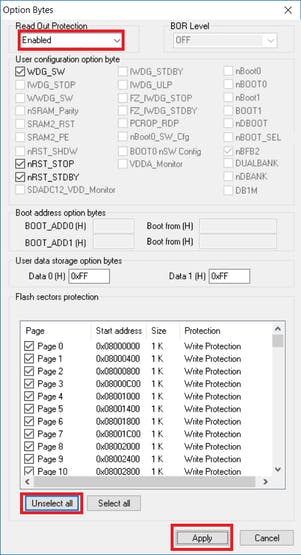 Option Bytes
Read Out Protection BOR Level
Enabled OFF
User configuration option byte
WDG_SW IWDG_STDBY nBoot0
IWDG_STOP IWDG_ULP nBOOT0
WWDG_SW FZ_IWDG_STOP nBoot1
nSRAM_Parity FZ_IWDG_STDBY BOOT1
SRAM2_RST PCROP_RDP nDBOOT
SRAM2_PE nBoot0_SW_Cfg nBOOT_SEL
nRST_SHDW BOOT0 nSW Config nBFB2
nRST_STOP VDDA_Monitor DUALBANK
nRST_STDBY nDBANK
SDADC12_VDD_Monitor DB1M
Boot address option bytes
BOOT_ADD0 (H) Boot from (H)
BOOT_ADD1 (H) Boot from (H)
User data storage option bytes
Data 0 (H) 0xFF Data 1 (H) 0xFF
Flash sectors protection
Page Start address Size Protection
Page 0 0x08000000 1 K Write Protection
Page 1 0x08000400 1 K Write Protection
Page 2 0x08000800 1 K Write Protection
Page 3 0x08000C00 1 K Write Protection
Page 4 0x08001000 1 K Write Protection
Page 5 0x08001400 1 K Write Protection
Page 6 0x08001800 1 K Write Protection
Page 7 0x08001C00 1 K Write Protection
Page 8 0x08002000 1 K Write Protection
Page 9 0x08002400 1 K Write Protection
Page 10 0x08002800 1 K Write Protection
Unselect all Select all
Apply Cancel